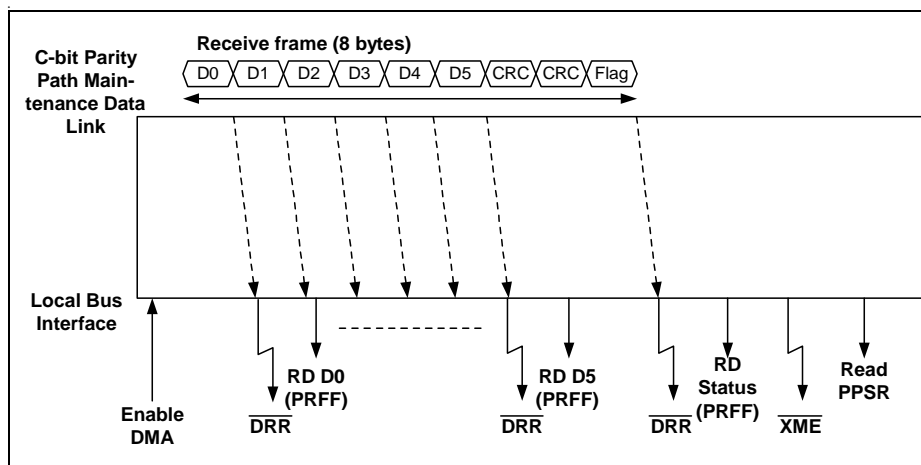 C-bit Parity
Path Main-
tenance Data
Link
Receive frame (8 bytes)
D0 D1 D2 D3 D4 D5 CRC CRC Flag
Local Bus
Interface
Enable
DMA
DRR
RD D0
(PRFF)
DRR
RD D5
(PRFF)
DRR
RD
Status
(PRFF)
XME
Read
PPSR